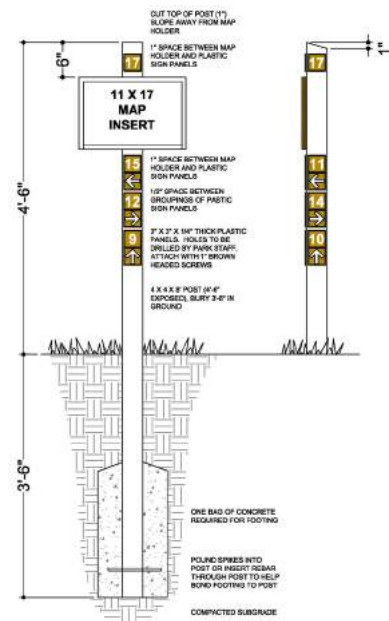 CUT TOP OF POST (1")
SLOPE AWAY FROM MAP
HOLDER
1"
6"
17
1" SPACE BETWEEN MAP
HOLDER AND PLASTIC
SIGN PANELS
17
11 X 17
MAP
INSERT
4'-6"
15
1" SPACE BETWEEN MAP
HOLDER AND PLASTIC
SIGN PANELS
11
12
1/2" SPACE BETWEEN
GROUPINGS OF PASTIC
SIGN PANELS
14
9
3" X 3" X 1/4" THICK PLASTIC
PANELS. HOLES TO BE
DRILLED BY PARK STAFF.
ATTACH WITH 1" BROWN
HEADED SCREWS
10
4 X 4 X 8' POST (4'-6"
EXPOSED), BURY 3'-6" IN
GROUND
3'-6"
ONE BAG OF CONCRETE
REQUIRED FOR FOOTING
POUND SPIKES INTO
POST OR INSERT REBAR
THROUGH POST TO HELP
BOND FOOTING TO POST
COMPACTED SUBGRADE